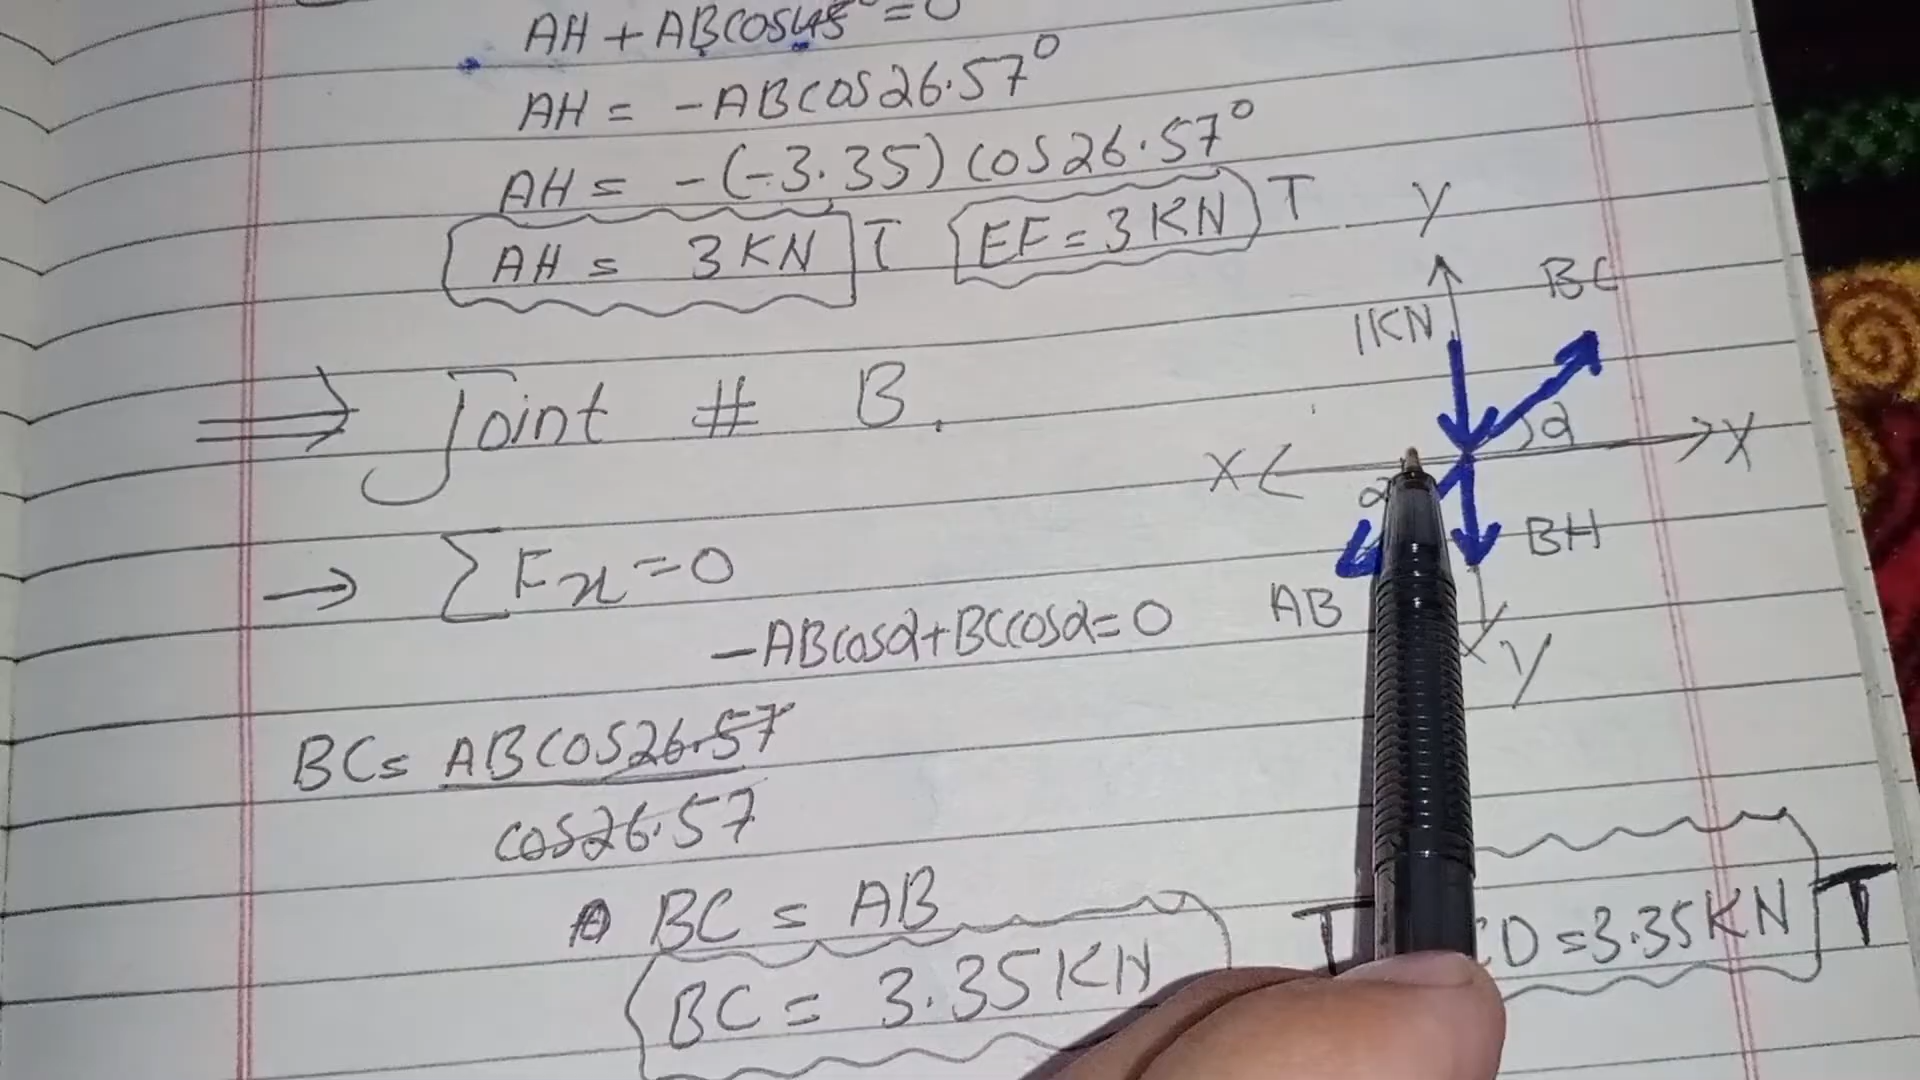 AH + ABcos45° = 0
AH = -ABcos26.57°
AH = -(-3.35) cos26.57°
AH = 3KN T EF = 3KN T
Y
1KN
BC
Joint # B.
α
X
X
α
BH
AB
Y
→ ΣFx = 0
-ABcosα + BCcosα = 0
BC = ABcos26.57
cos26.57
BC = AB
BC = 3.35KN T
CD = 3.35KN T